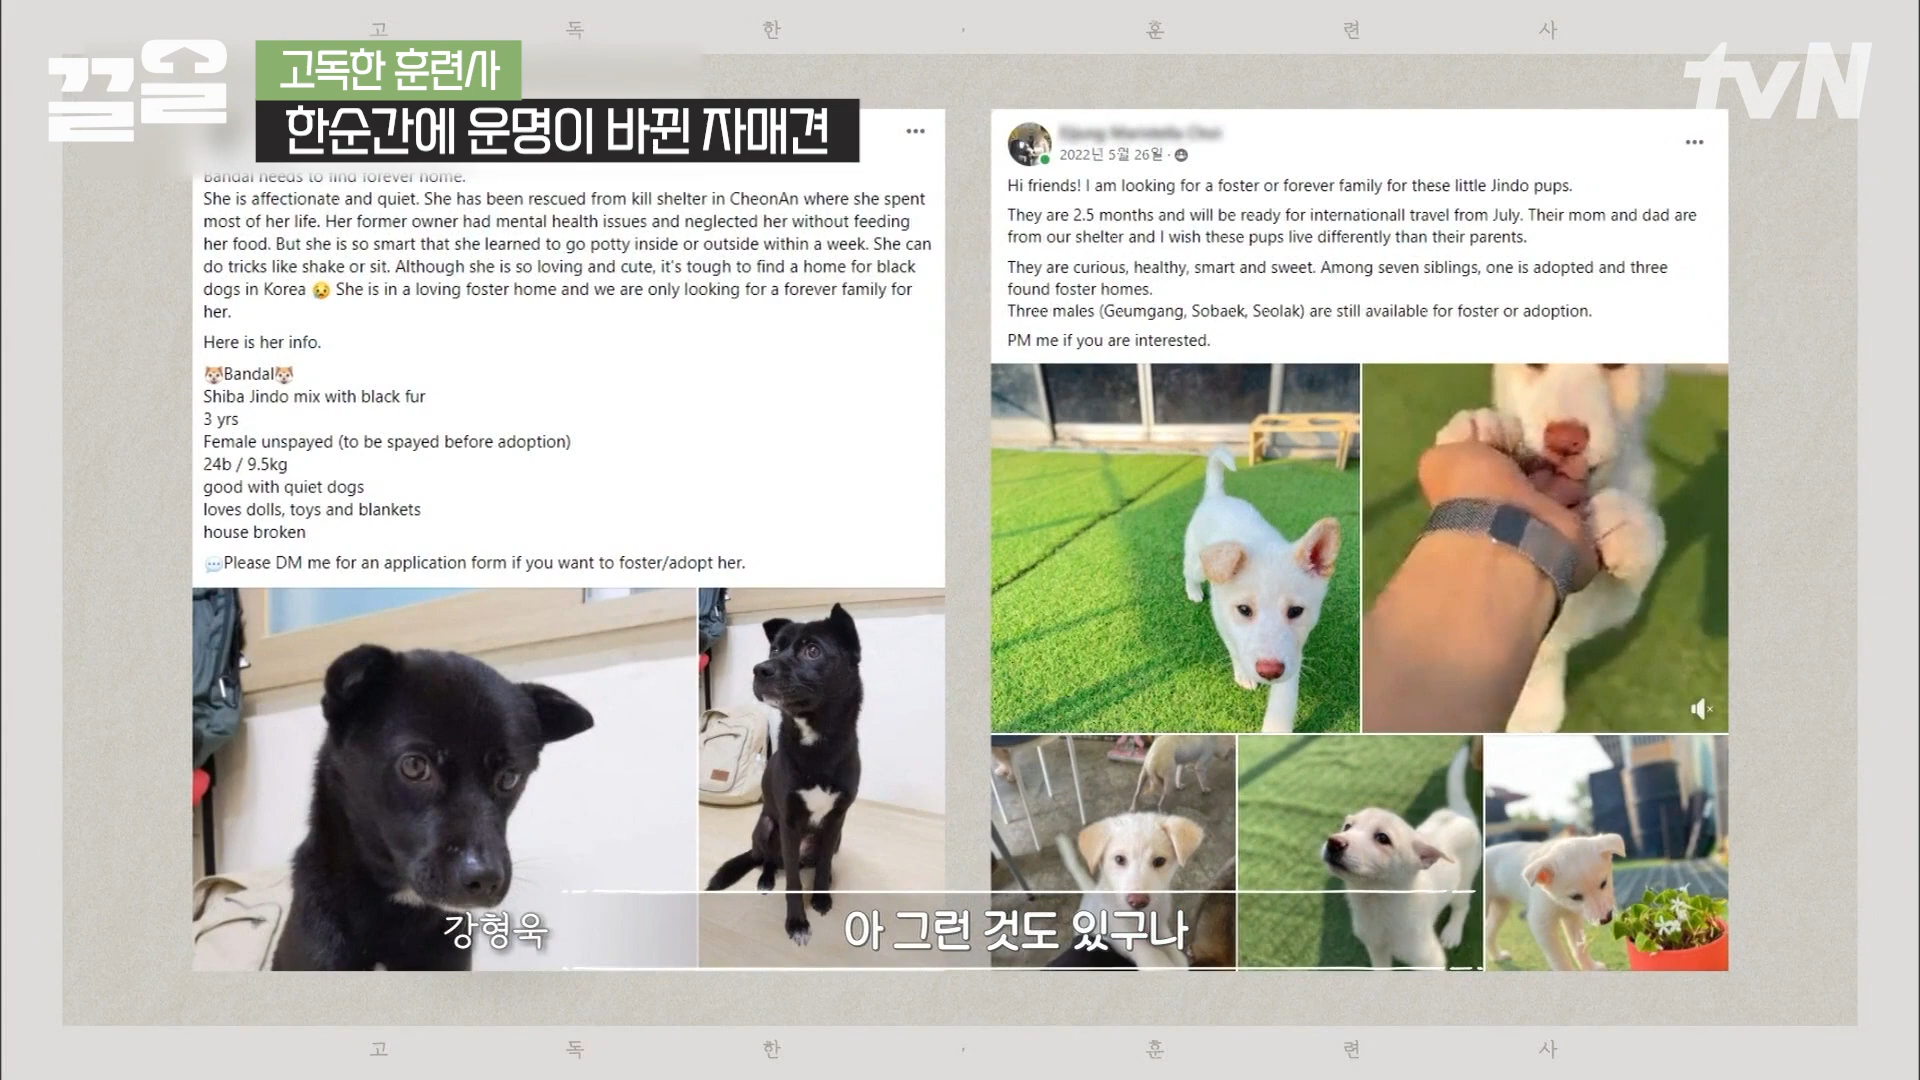 고 독 한 , 훈 련 사
끌올
고독한 훈련사
한순간에 운명이 바뀐 자매견
tvN
Bandal needs to find forever home.
She is affectionate and quiet. She has been rescued from kill shelter in CheonAn where she spent
most of her life. Her former owner had mental health issues and neglected her without feeding
her food. But she is so smart that she learned to go potty inside or outside within a week. She can
do tricks like shake or sit. Although she is so loving and cute, it's tough to find a home for black
dogs in Korea 😥 She is in a loving foster home and we are only looking for a forever family for
her.
Here is her info.
🐶Bandal🐶
Shiba Jindo mix with black fur
3 yrs
Female unspayed (to be spayed before adoption)
24b / 9.5kg
good with quiet dogs
loves dolls, toys and blankets
house broken
💬Please DM me for an application form if you want to foster/adopt her.
2022년 5월 26일 ·
Hi friends! I am looking for a foster or forever family for these little Jindo pups.
They are 2.5 months and will be ready for internationall travel from July. Their mom and dad are
from our shelter and I wish these pups live differently than their parents.
They are curious, healthy, smart and sweet. Among seven siblings, one is adopted and three
found foster homes.
Three males (Geumgang, Sobaek, Seolak) are still available for foster or adoption.
PM me if you are interested.
강형욱
아 그런 것도 있구나
고 독 한 , 훈 련 사